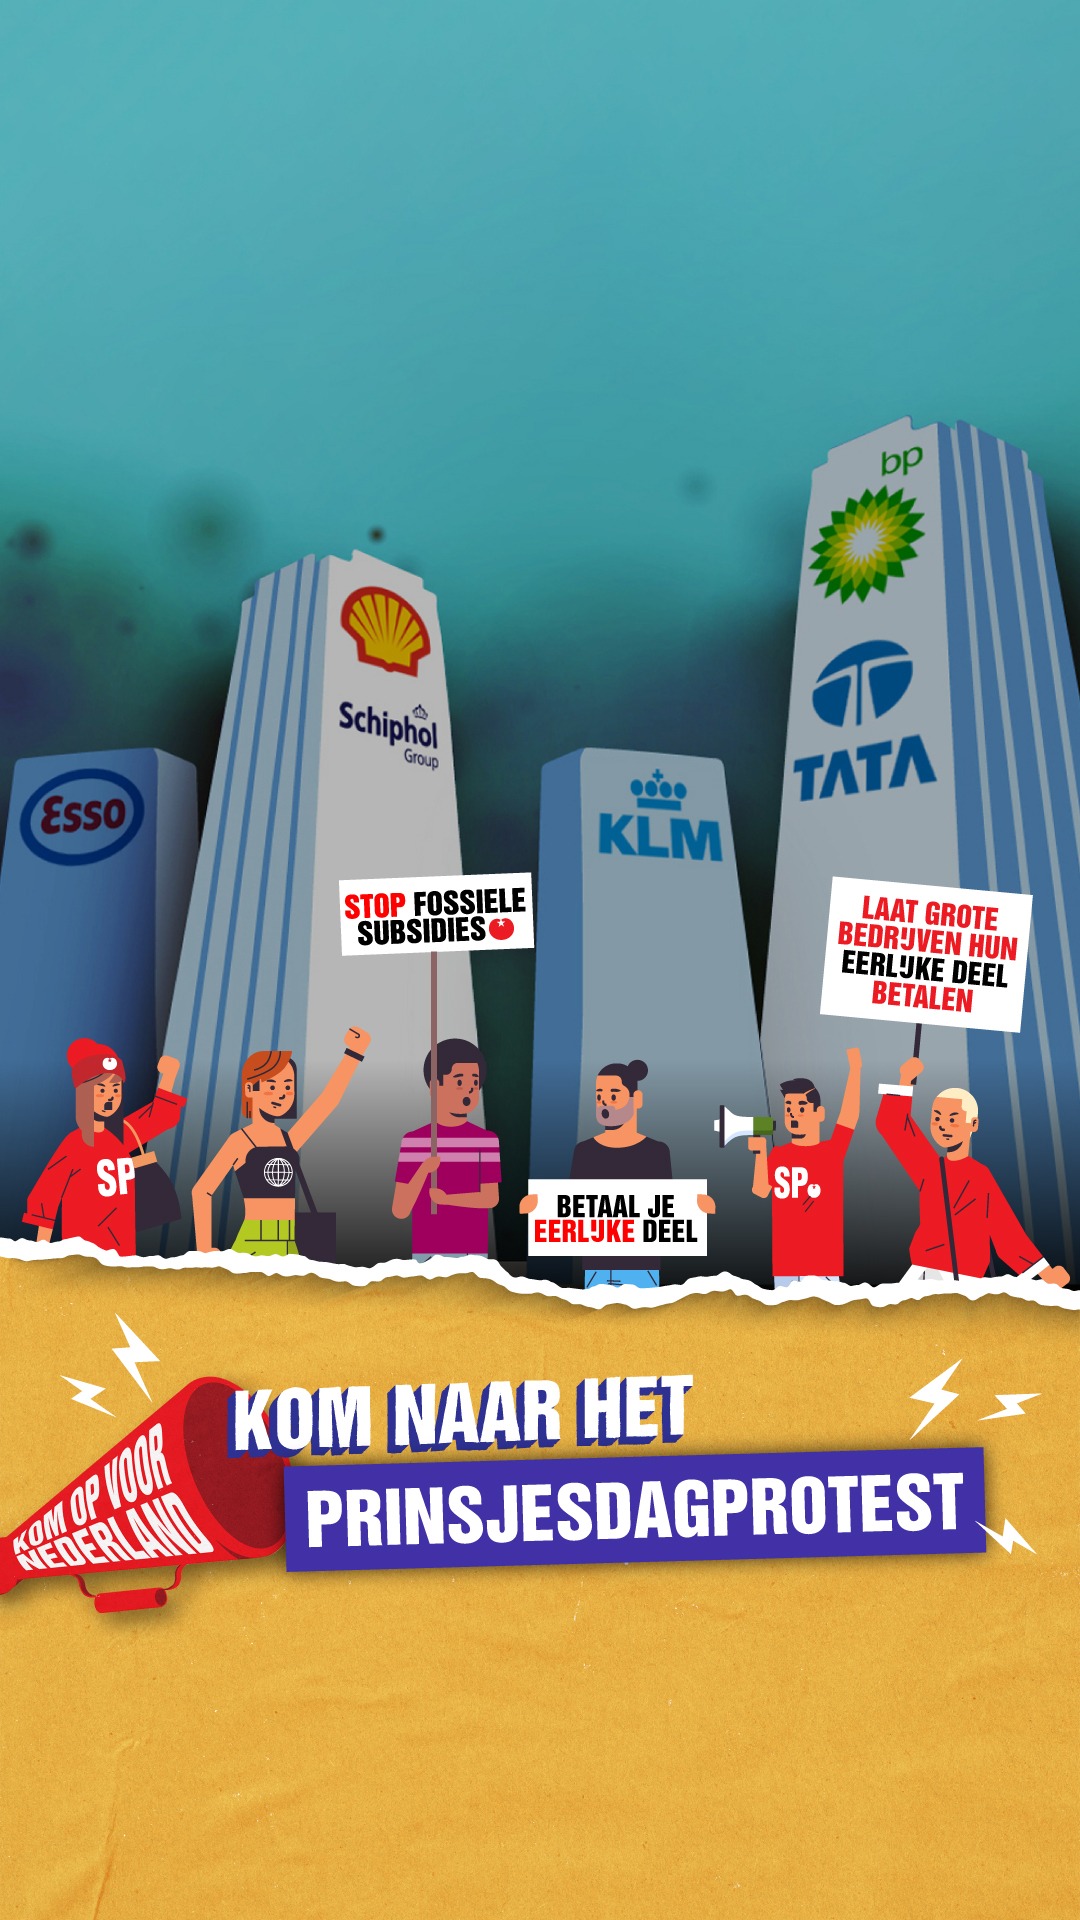 bp
Schiphol
Group
TATA
Esso
KLM
STOP FOSSIELE
SUBSIDIES
LAAT GROTE
BEDRIJVEN HUN
EERLIJKE DEEL
BETALEN
SP
BETAAL JE
EERLIJKE DEEL
SP.
KOM OP VOOR
NEDERLAND
KOM NAAR HET
PRINSJESDAGPROTEST